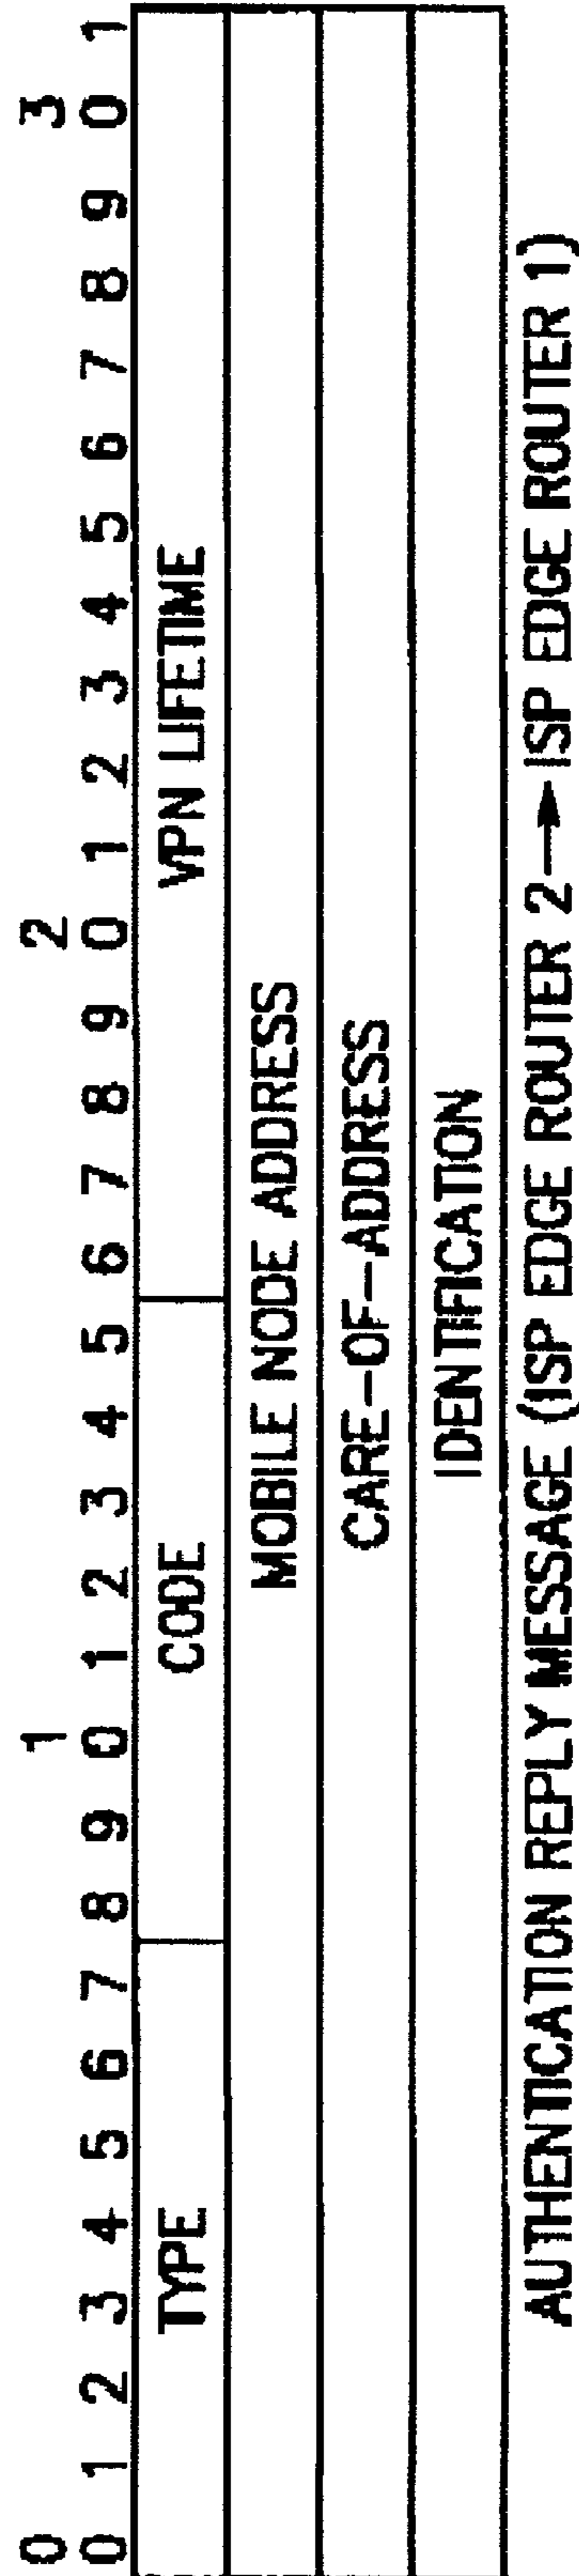 0 1 2 3
0 1 2 3 4 5 6 7 8 9 0 1 2 3 4 5 6 7 8 9 0 1 2 3 4 5 6 7 8 9 0 1
TYPE CODE VPN LIFETIME
MOBILE NODE ADDRESS
CARE-OF-ADDRESS
IDENTIFICATION
AUTHENTICATION REPLY MESSAGE (ISP EDGE ROUTER 2→ISP EDGE ROUTER 1)